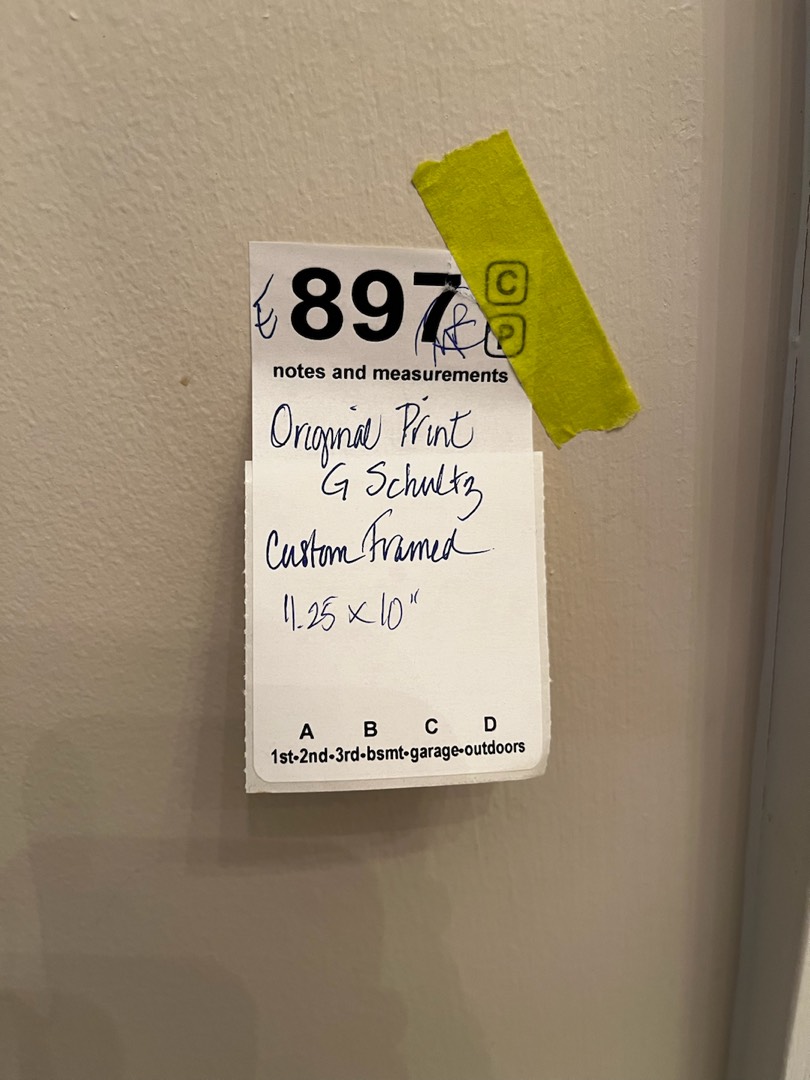 897 C
P
notes and measurements
Original Print
G Schultz
Custom Framed
11.25 x 10"
A B C D
1st•2nd•3rd•bsmt•garage•outdoors